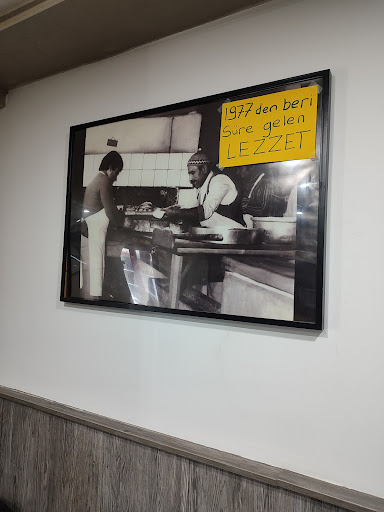 1977 den beri
Süre gelen
LEZZET